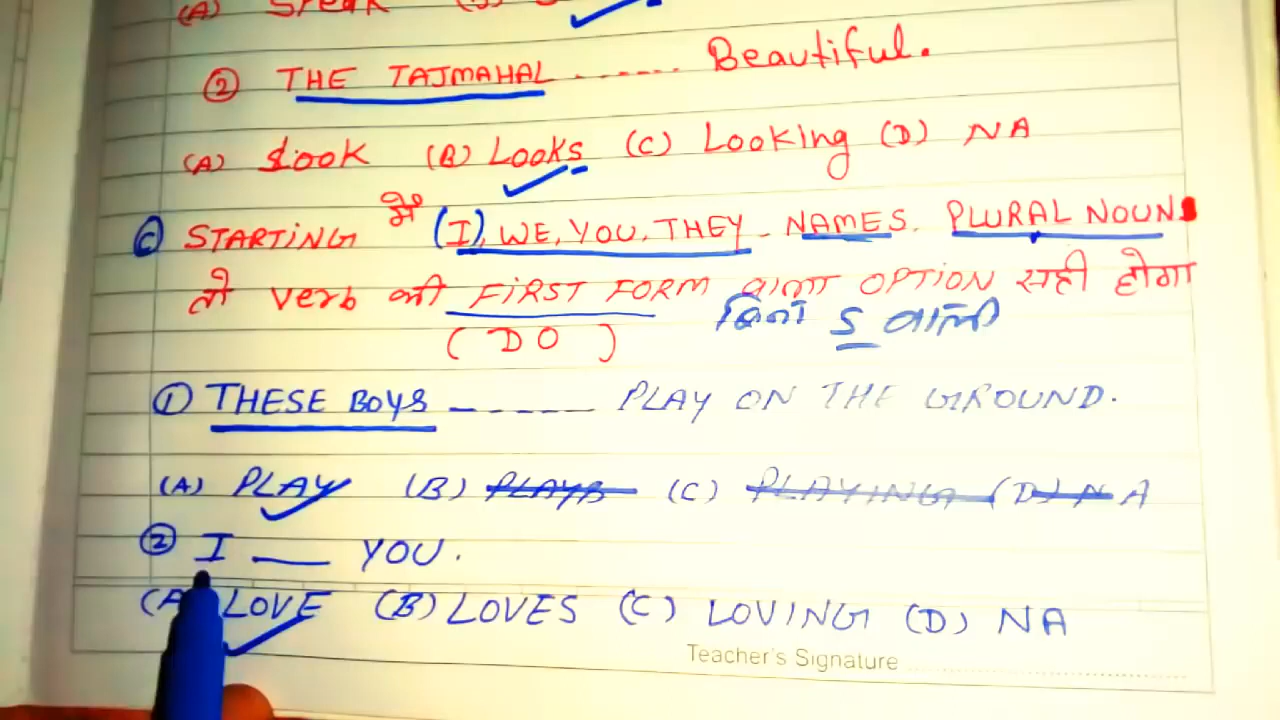 (A) Speak (B)
② THE TAJMAHAL ------ Beautiful.
(A) Look (B) Looks (C) Looking (D) NA
Ⓒ STARTING में (I), WE, YOU, THEY - NAMES, PLURAL NOUNS
तो verb की FIRST FORM वाला OPTION सही होगा
(DO) बिना S वाली
① THESE BOYS ------ PLAY ON THE GROUND.
(A) PLAY (B) PLAYS (C) PLAYING (D) NA
② I ___ YOU.
(A) LOVE (B) LOVES (C) LOVING (D) NA
Teacher's Signature